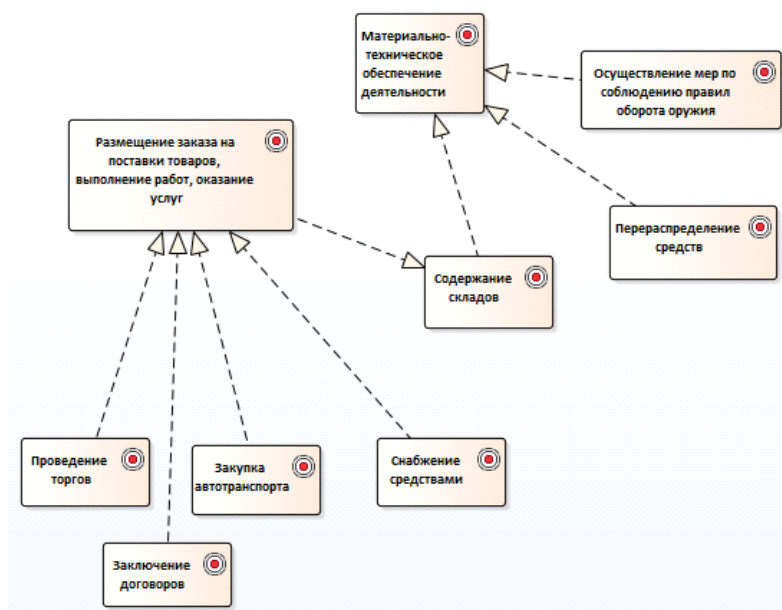 Материально-
техническое
обеспечение
деятельности
Осуществление мер по
соблюдению правил
оборота оружия
Размещение заказа на
поставки товаров,
выполнение работ, оказание
услуг
Перераспределение
средств
Содержание
складов
Проведение
торгов
Закупка
автотранспорта
Снабжение
средствами
Заключение
договоров